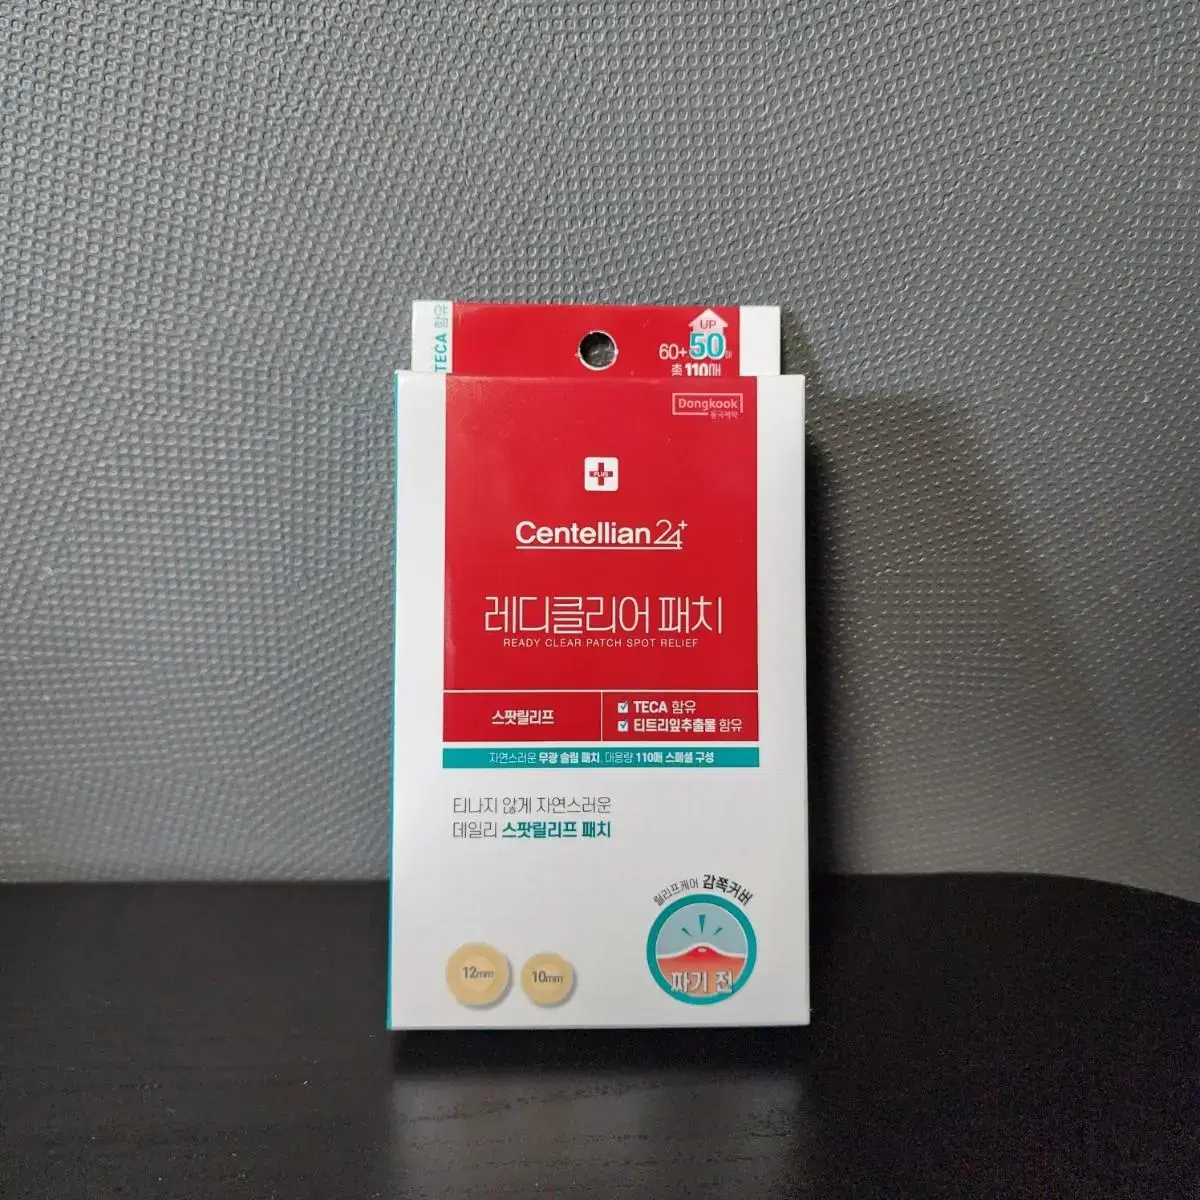 TECA 함유
UP
60+50매
총 110매
Dongkook
동국제약
PLUS
Centellian24+
레디클리어 패치
READY CLEAR PATCH SPOT RELIEF
스팟릴리프
TECA 함유
티트리잎추출물 함유
자연스러운 무광 슬림 패치, 대용량 110매 스페셜 구성
티나지 않게 자연스러운
데일리 스팟릴리프 패치
릴리프케어 감쪽커버
짜기 전
12mm
10mm